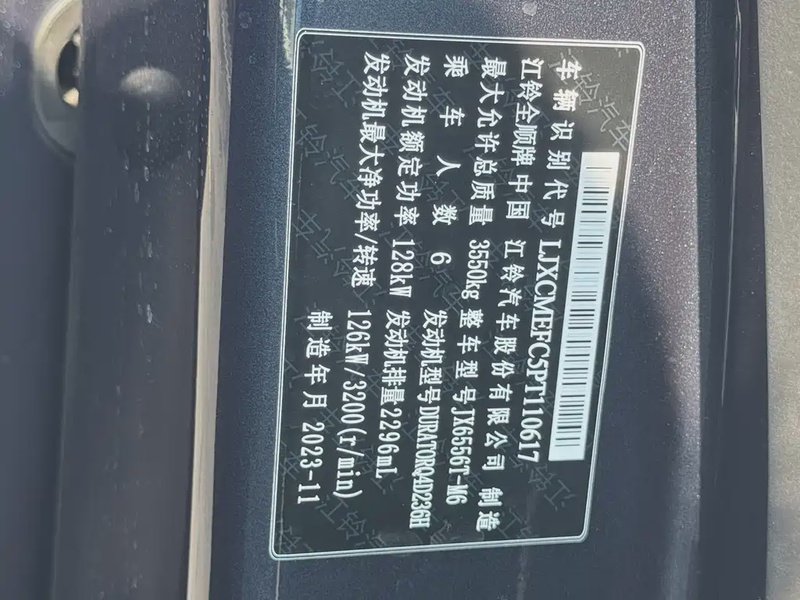 车辆识别代号 LJXCMEFC5PT110617
江铃全顺牌 中国 江铃汽车股份有限公司 制造
最大允许总质量 3550kg 整车型号 JX6556T-M6
乘车人数 6 发动机型号 DURATORQ4D236H
发动机额定功率 128kW 发动机排量 2296mL
发动机最大净功率/转速 126kW/3200(r/min)
制造年月 2023-11